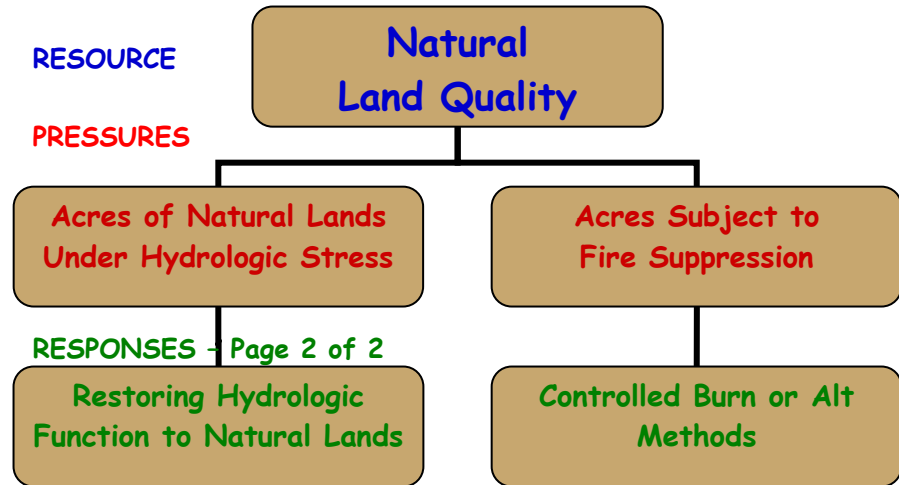 RESOURCE
Natural
Land Quality
PRESSURES
Acres of Natural Lands
Under Hydrologic Stress
Acres Subject to
Fire Suppression
RESPONSES - Page 2 of 2
Restoring Hydrologic
Function to Natural Lands
Controlled Burn or Alt
Methods